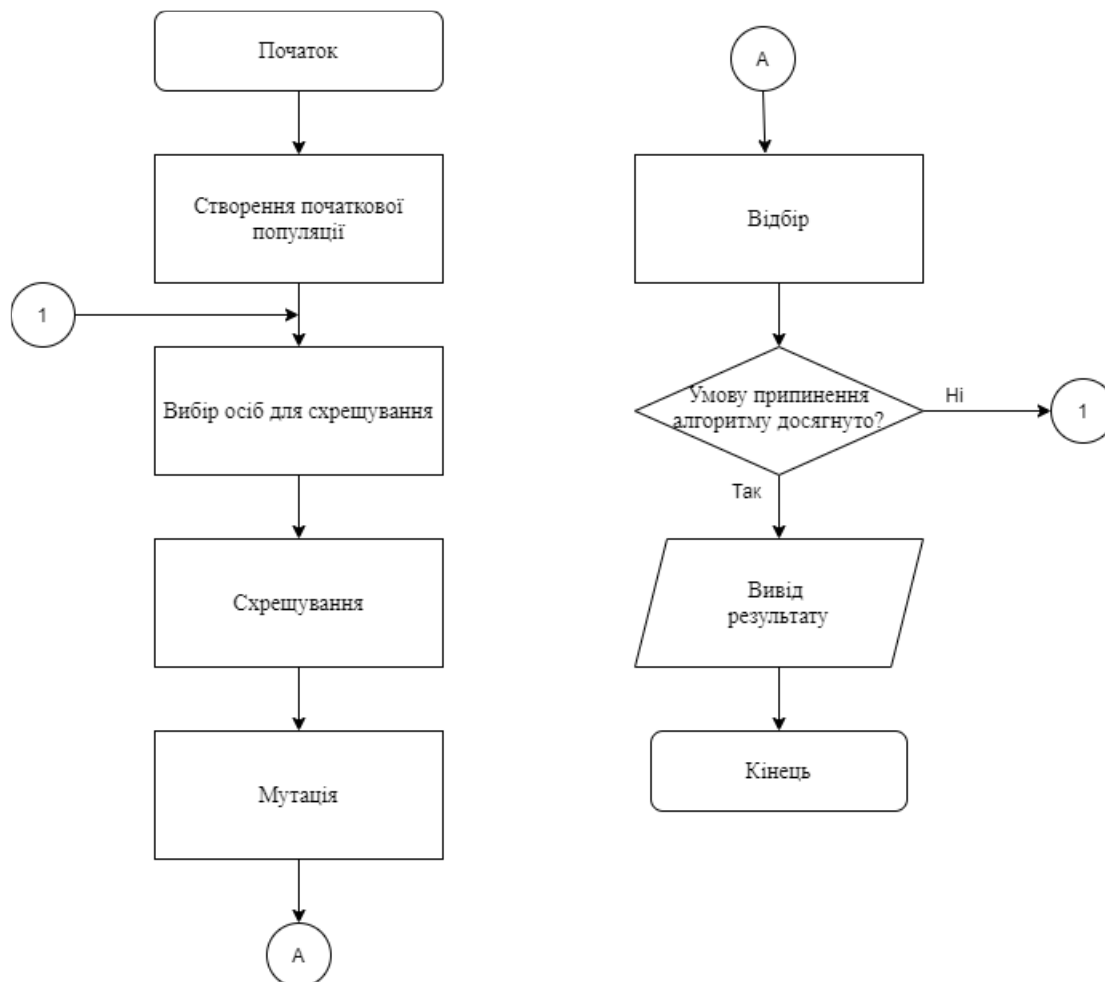 Початок
Створення початкової
популяції
1
Вибір осіб для схрещування
Схрещування
Мутація
A
A
Відбір
Умову припинення
алгоритму досягнуто?
Ні
1
Так
Вивід
результату
Кінець